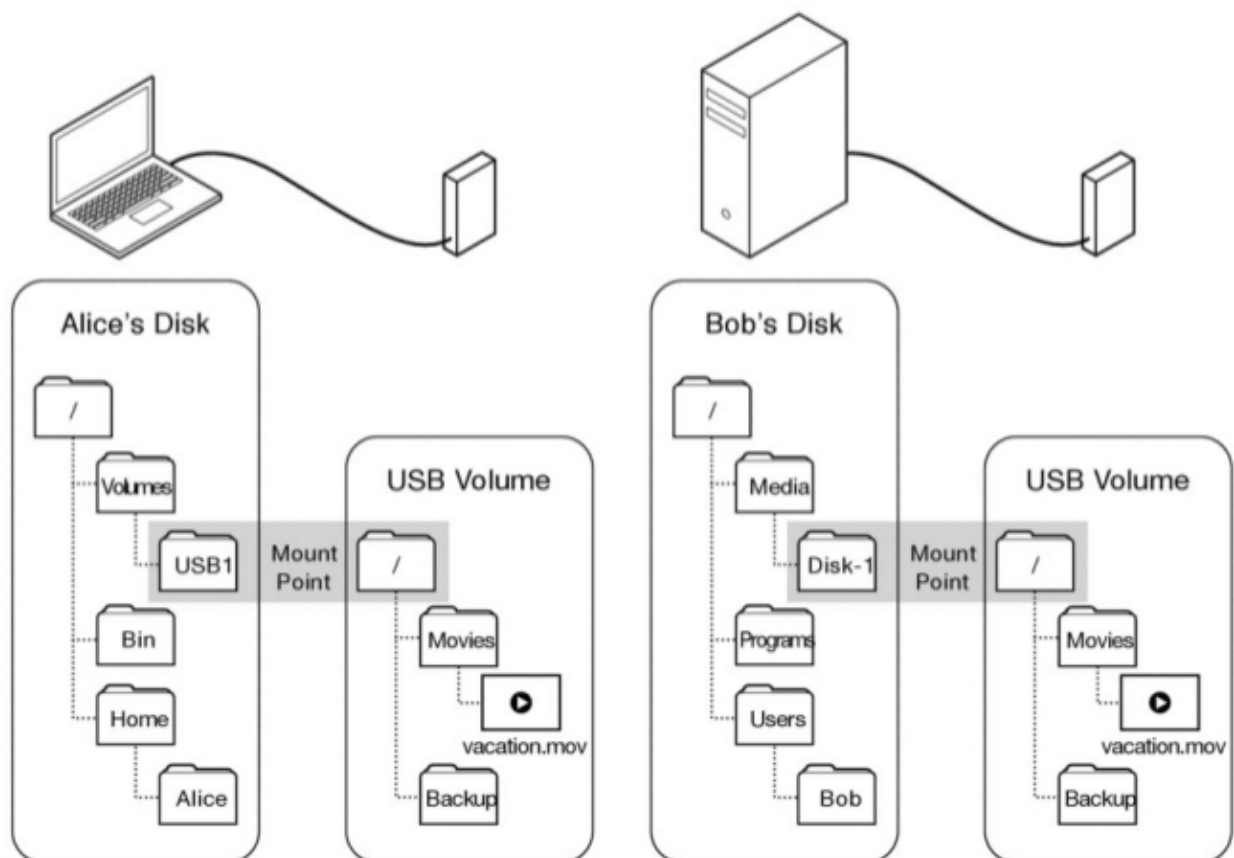 Alice's Disk
/
Volumes
USB1
Bin
Home
Alice
Mount
Point
USB Volume
/
Movies
vacation.mov
Backup
Bob's Disk
/
Media
Disk-1
Programs
Users
Bob
Mount
Point
USB Volume
/
Movies
vacation.mov
Backup